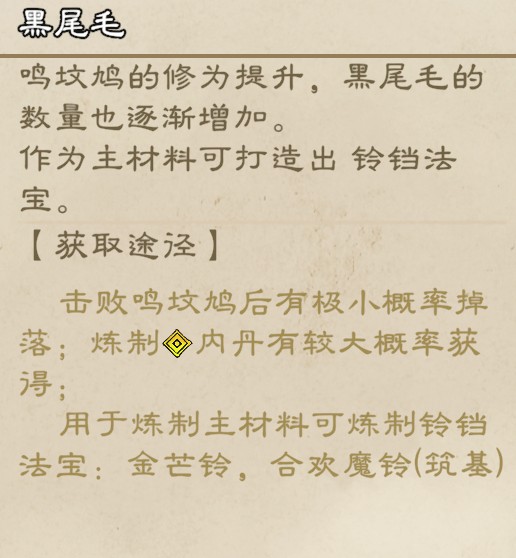 黑尾毛
鸣坟鸠的修为提升，黑尾毛的
数量也逐渐增加。
作为主材料可打造出 铃铛法
宝。
【获取途径】
击败鸣坟鸠后有极小概率掉
落；炼制内丹有较大概率获
得；
用于炼制主材料可炼制铃铛
法宝：金芒铃，合欢魔铃(筑基)